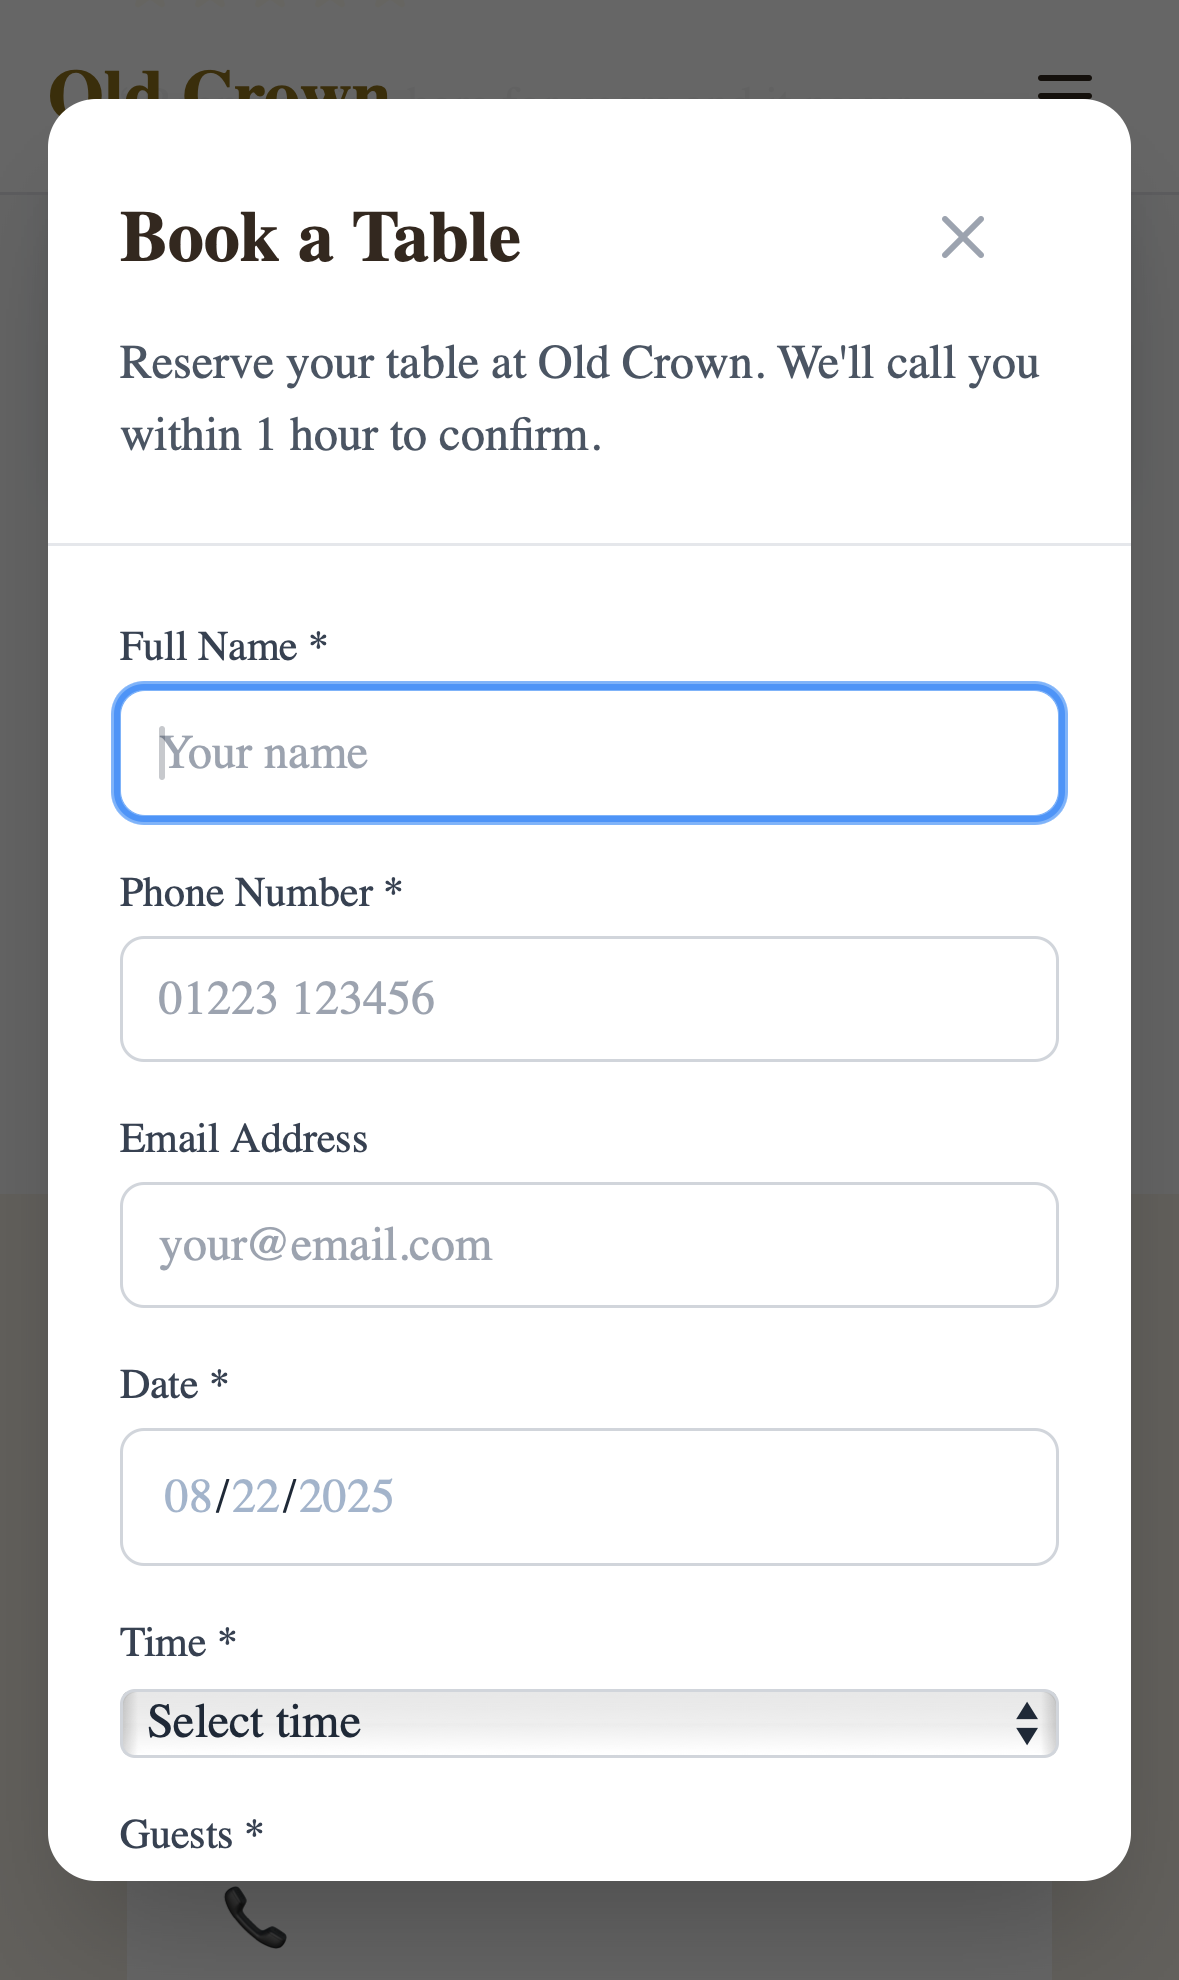 Old Crown
Book a Table
Reserve your table at Old Crown. We'll call you
within 1 hour to confirm.
Full Name *
Your name
Phone Number *
01223 123456
Email Address
your@email.com
Date *
08/22/2025
Time *
Select time
Guests *